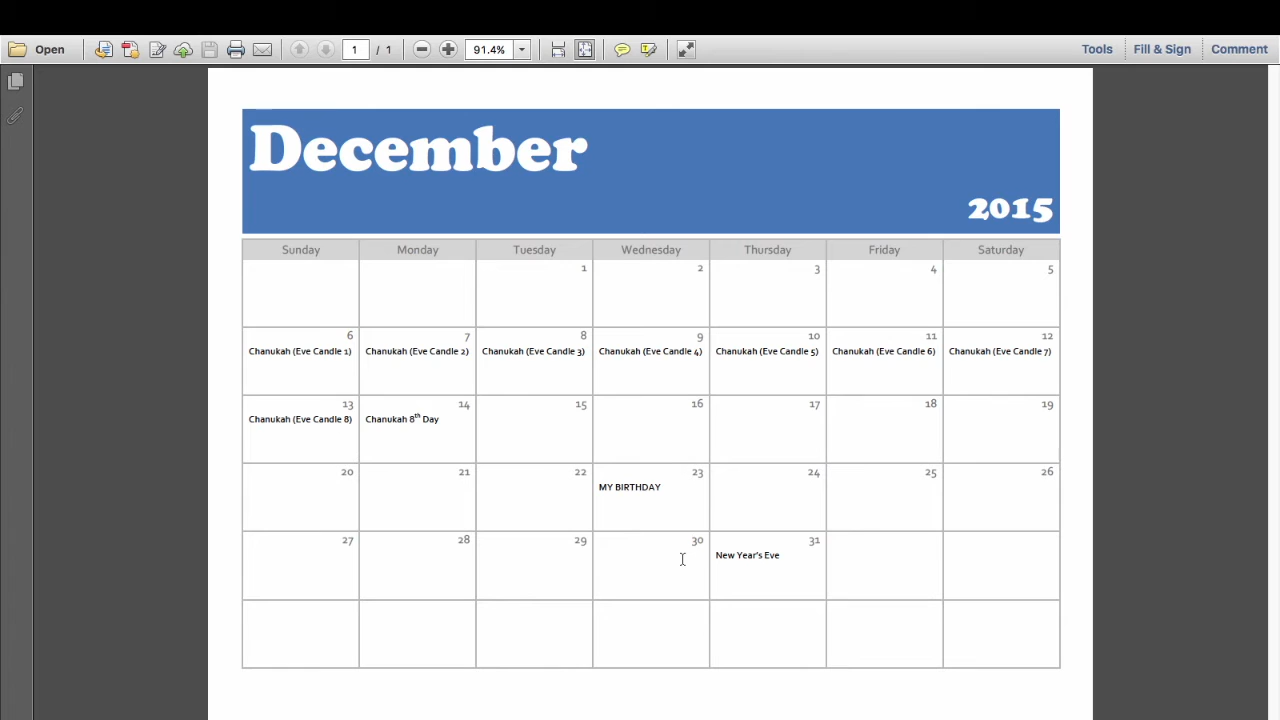 Open 1 / 1 91.4% Tools Fill & Sign Comment
December
2015
Sunday Monday Tuesday Wednesday Thursday Friday Saturday
1 2 3 4 5
6 7 8 9 10 11 12
Chanukah (Eve Candle 1) Chanukah (Eve Candle 2) Chanukah (Eve Candle 3) Chanukah (Eve Candle 4) Chanukah (Eve Candle 5) Chanukah (Eve Candle 6) Chanukah (Eve Candle 7)
13 14 15 16 17 18 19
Chanukah (Eve Candle 8) Chanukah 8th Day
20 21 22 23 24 25 26
MY BIRTHDAY
27 28 29 30 31
New Year's Eve